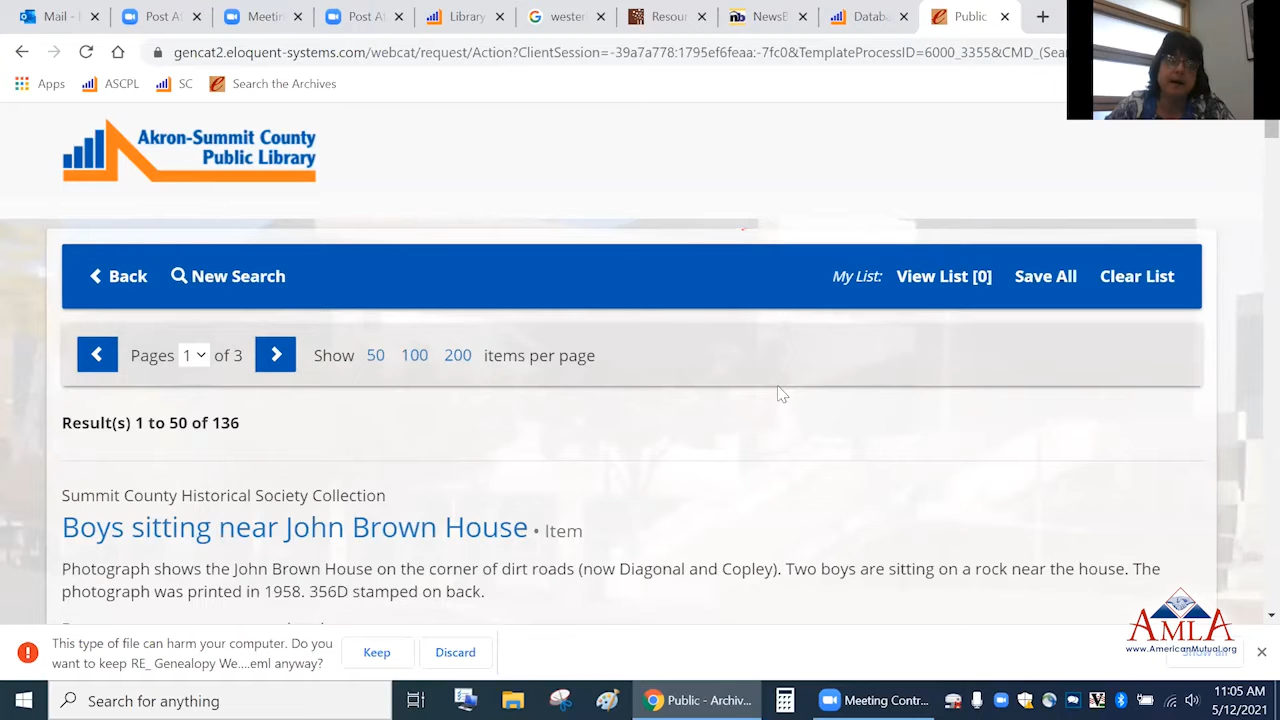 Mail -
Post A
Meetin
Post A
Library
wester
Resour
NewsB
Datab
Public
gencat2.eloquent-systems.com/webcat/request/Action?ClientSession=-39a7a778:1795ef6feaa:-7fc0&TemplateProcessID=6000_3355&CMD_(Sea
Apps
ASCPL
SC
Search the Archives
Akron-Summit County
Public Library
Back
New Search
My List:
View List [0]
Save All
Clear List
Pages 1 of 3
Show 50 100 200 items per page
Result(s) 1 to 50 of 136
Summit County Historical Society Collection
Boys sitting near John Brown House • Item
Photograph shows the John Brown House on the corner of dirt roads (now Diagonal and Copley). Two boys are sitting on a rock near the house. The
photograph was printed in 1958. 356D stamped on back.
AMLA
www.AmericanMutual.org
This type of file can harm your computer. Do you
want to keep RE_ Genealopy We....eml anyway?
Keep
Discard
Show all
Search for anything
Public - Archiv...
Meeting Contr...
11:05 AM
5/12/2021